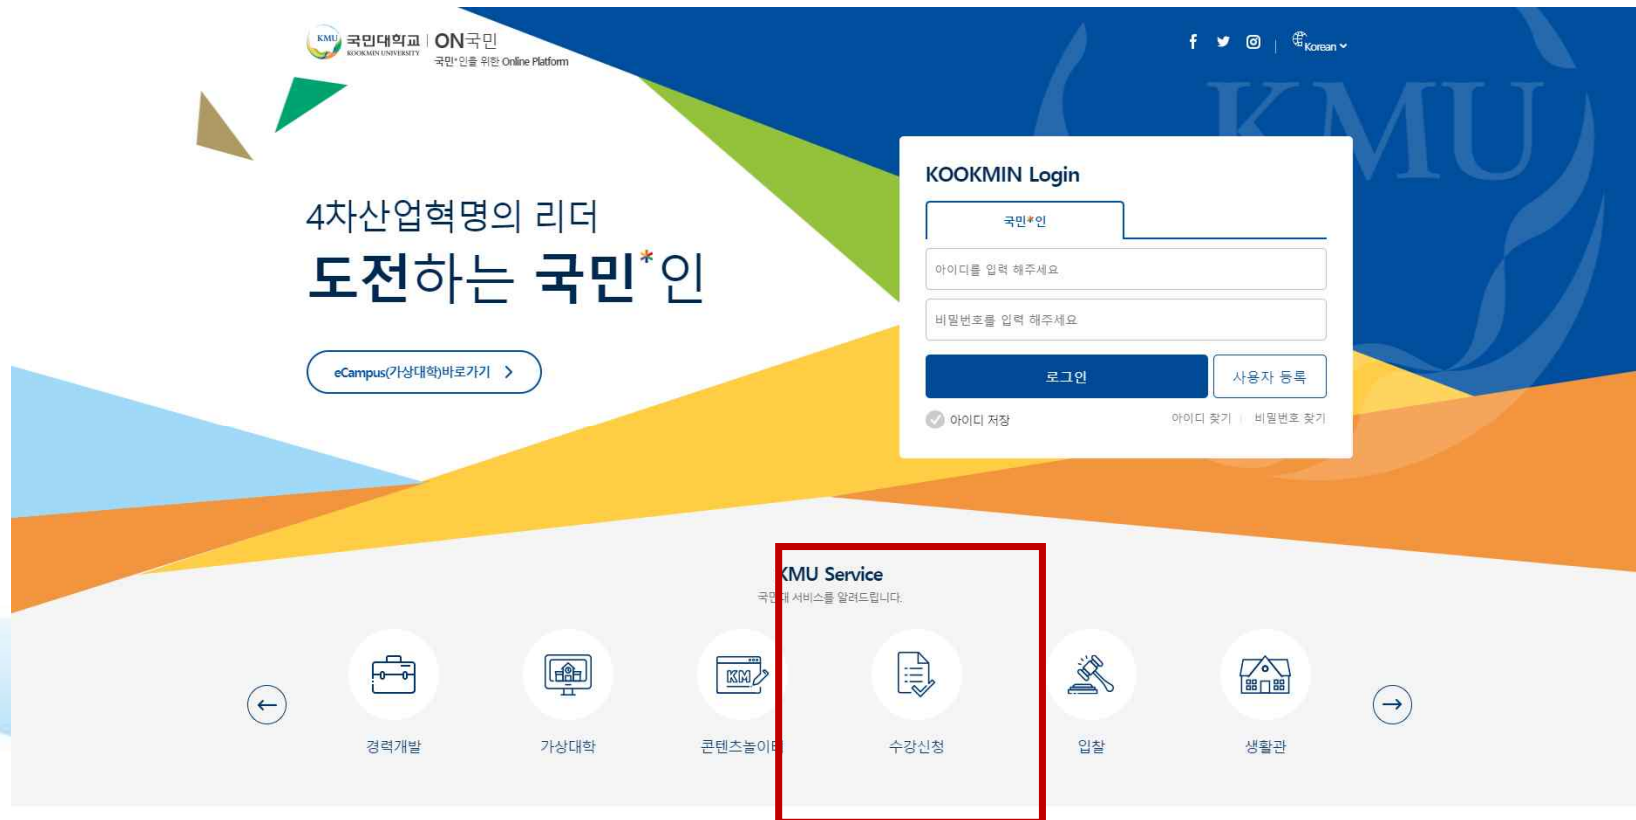 KMU 국민대학교 ON국민
KOOKMIN UNIVERSITY
국민*인을 위한 Online Platform
Korean
KMU
4차산업혁명의 리더
도전하는 국민*인
eCampus(가상대학)바로가기
KOOKMIN Login
국민*인
아이디를 입력 해주세요
비밀번호를 입력 해주세요
로그인 사용자 등록
아이디 저장 아이디 찾기 비밀번호 찾기
KMU Service
국민대 서비스를 알려드립니다.
KM
경력개발 가상대학 콘텐츠놀이터 수강신청 입찰 생활관